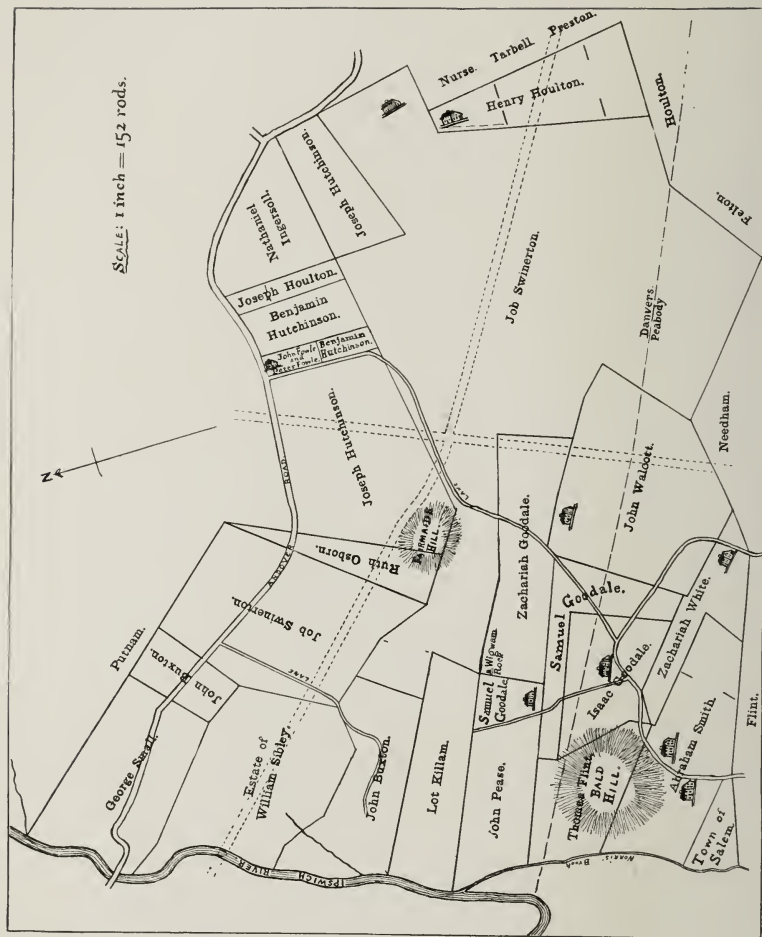 SCALE: 1 inch = 152 rods.
N
Nurse. Tarbell Preston.
Henry Houlton.
Houlton.
Felton.
Joseph Hutchinson.
Nathaniel
Ingersoll.
Joseph Houlton.
Benjamin
Hutchinson.
John Fowle
and
Peter Fowle.
Benjamin
Hutchinson.
Job Swinerton.
Danvers.
Peabody
Joseph Hutchinson.
ROAD
ANDOVER
LANE
HILL.
Ruth Osborn.
Job Swinerton.
Putnam.
John Buxton.
George Small.
LANE
Estate of
William Sibley.
John Buxton.
IPSWICH
RIVER
Lot Killam.
John Pease.
Samuel
Goodale.
Wigwam
Rock
Zachariah Goodale.
Samuel Goodale.
John Walcott.
Needham.
Isaac Goodale.
Zachariah White.
Thomas Flint.
BALD
HILL.
Abraham Smith.
Flint.
Norris'
Brook
Town of
Salem.